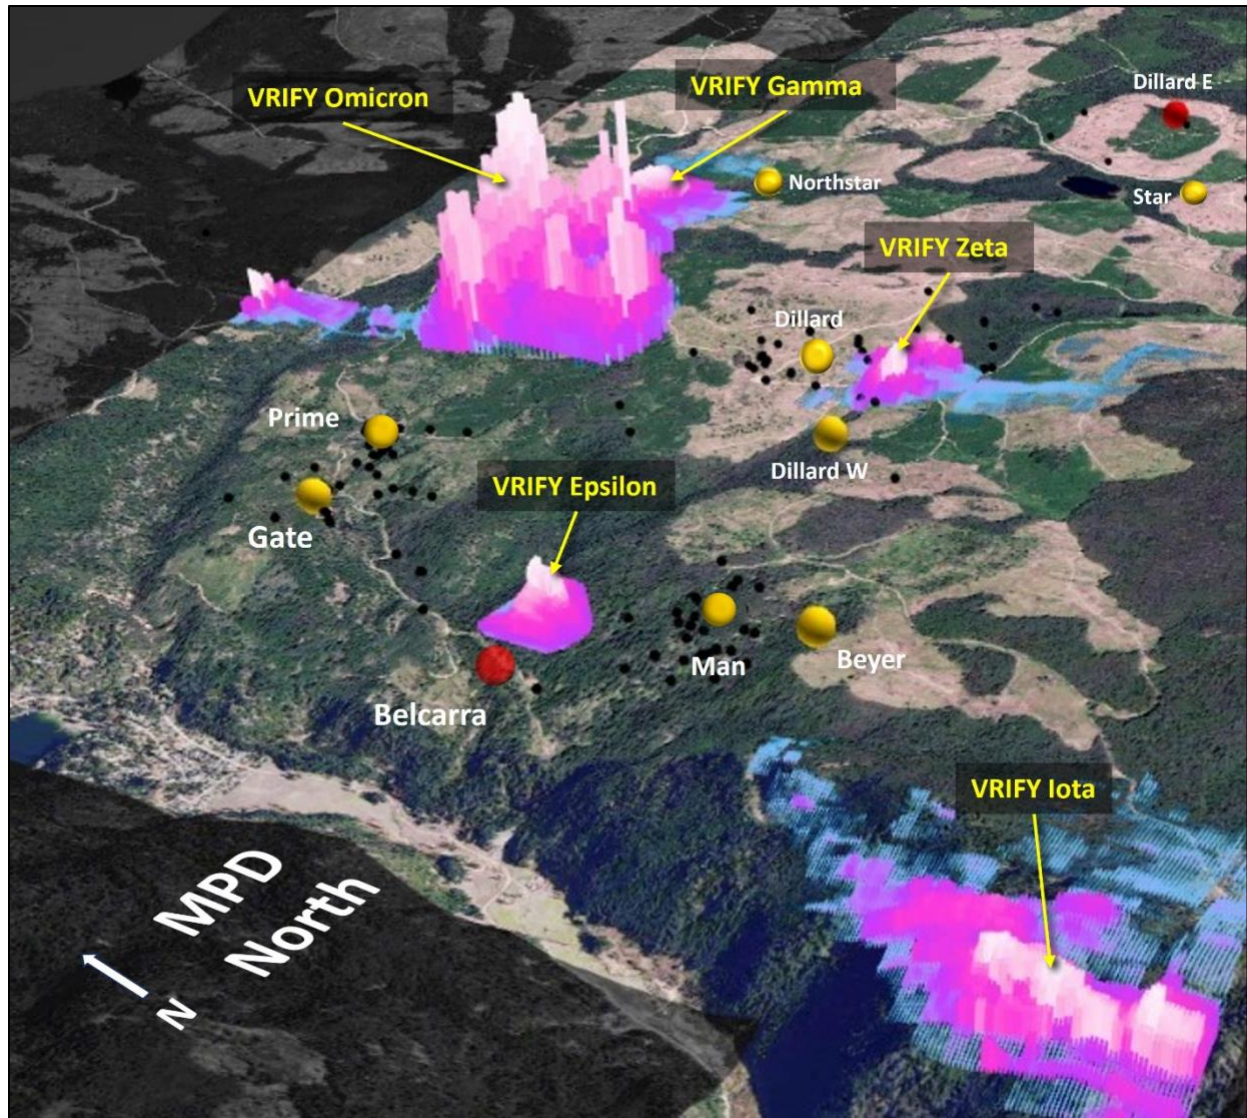 Dillard E
VRIFY Omicron
VRIFY Gamma
Northstar
Star
VRIFY Zeta
Dillard
Prime
Dillard W
VRIFY Epsilon
Gate
Man
Beyer
Belcarra
VRIFY Iota
MPD
North
N